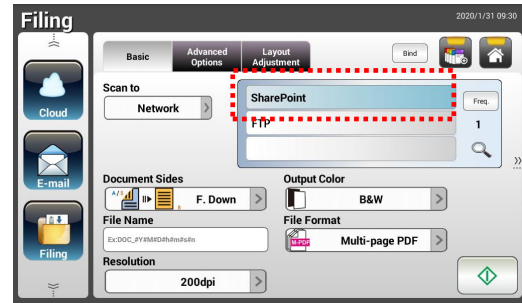 Filing
2020/1/31 09:30
Basic
Advanced Options
Layout Adjustment
Bind
Scan to
Network
SharePoint
FTP
Freq.
1
Cloud
E-mail
Filing
Document Sides
A/a
F. Down
Output Color
B&W
File Name
Ex:DOC_#Y#M#D#h#m#s#n
File Format
M-PDF
Multi-page PDF
Resolution
200dpi